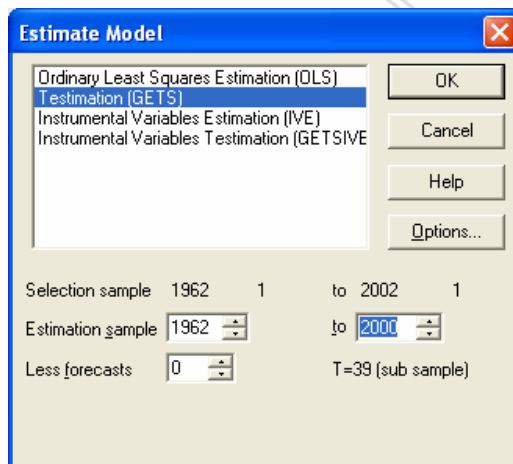 Estimate Model
Ordinary Least Squares Estimation (OLS)
Testimation (GETS)
Instrumental Variables Estimation (IVE)
Instrumental Variables Testimation (GETSIVE
OK
Cancel
Help
Options...
Selection sample 1962 1 to 2002 1
Estimation sample 1962 to 2000
Less forecasts 0 T=39 (sub sample)